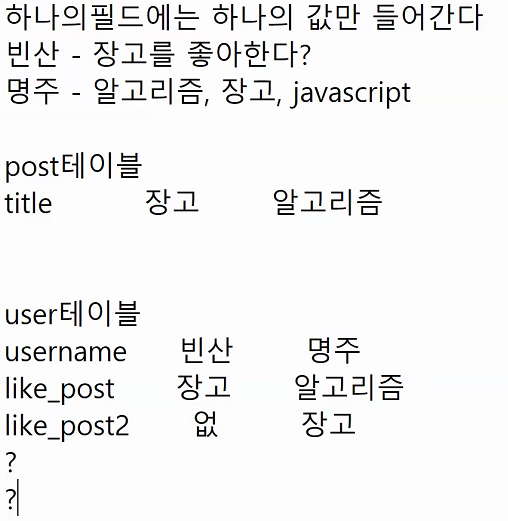 하나의필드에는 하나의 값만 들어간다
빈산 - 장고를 좋아한다?
명주 - 알고리즘, 장고, javascript
post테이블
title 장고 알고리즘
user테이블
username 빈산 명주
like_post 장고 알고리즘
like_post2 없 장고
?
?